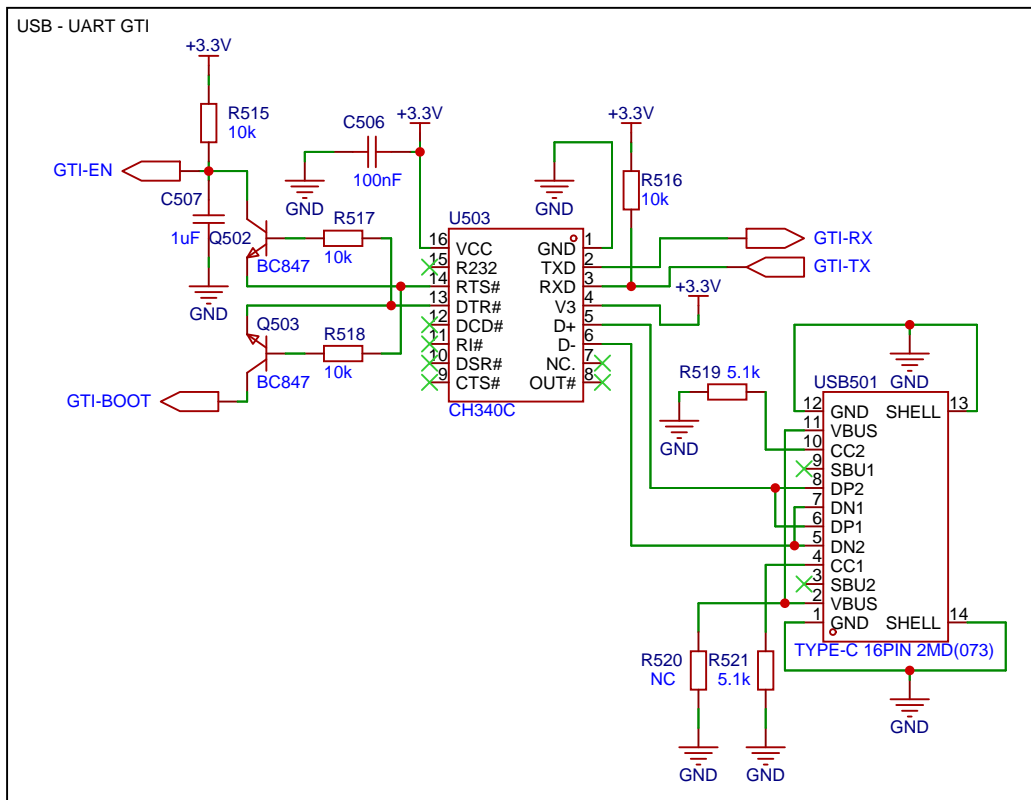 USB - UART GTI
+3.3V
R515
10k
GTI-EN
C507
1uF
GND
Q502
BC847
R517
10k
Q503
BC847
R518
10k
GTI-BOOT
C506
100nF
GND
+3.3V
U503
16 VCC
15 R232
14 RTS#
13 DTR#
12 DCD#
11 RI#
10 DSR#
9 CTS#
GND 1
TXD 2
RXD 3
V3 4
D+ 5
D- 6
NC. 7
OUT# 8
CH340C
GND
+3.3V
R516
10k
GTI-RX
GTI-TX
+3.3V
R519 5.1k
GND
GND
USB501
12 GND
11 VBUS
10 CC2
9 SBU1
8 DP2
7 DN1
6 DP1
5 DN2
4 CC1
3 SBU2
2 VBUS
1 GND
SHELL 13
SHELL 14
TYPE-C 16PIN 2MD(073)
R520
NC
GND
R521
5.1k
GND
GND